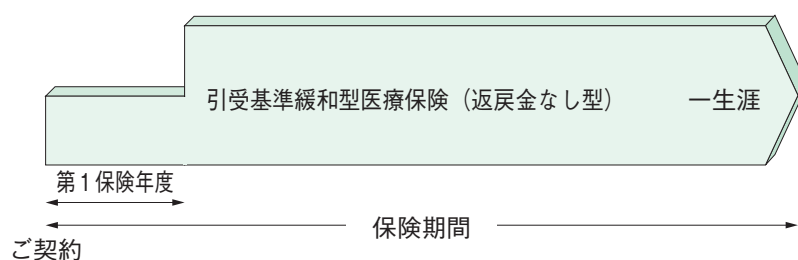 引受基準緩和型医療保険（返戻金なし型） 一生涯
第１保険年度
保険期間
ご契約